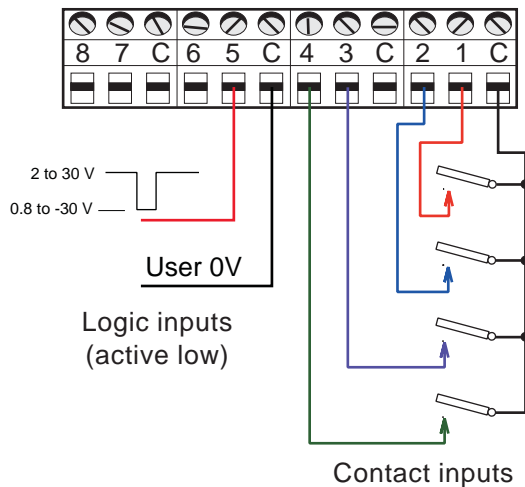 8 7 C 6 5 C 4 3 C 2 1 C
2 to 30 V
0.8 to -30 V
User 0V
Logic inputs
(active low)
Contact inputs